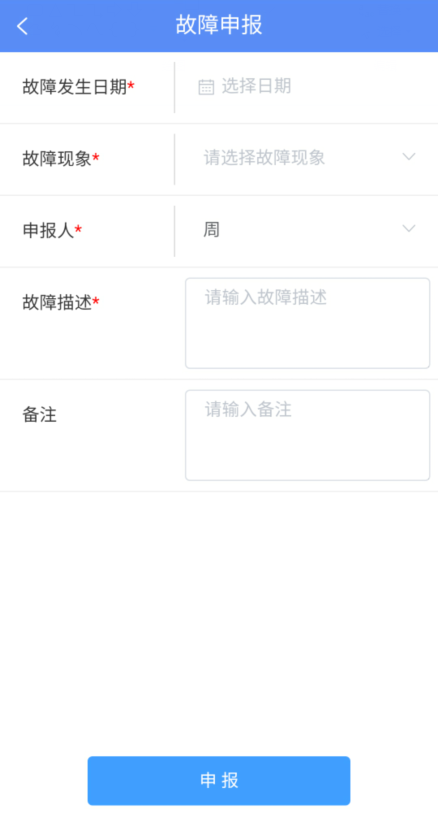 故障申报
故障发生日期* 选择日期
故障现象* 请选择故障现象
申报人* 周
故障描述* 请输入故障描述
备注 请输入备注
申报